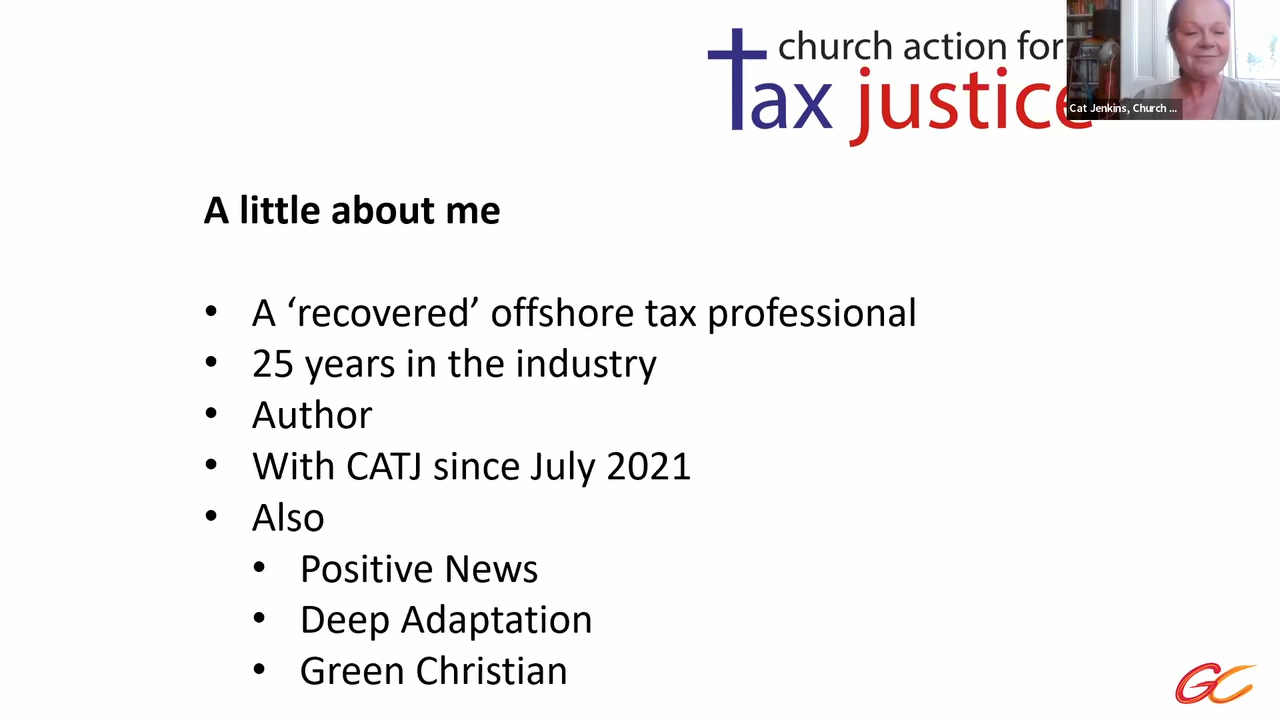 church action for
tax justice
Cat Jenkins, Church ...
A little about me
• A ‘recovered’ offshore tax professional
• 25 years in the industry
• Author
• With CATJ since July 2021
• Also
• Positive News
• Deep Adaptation
• Green Christian
GC